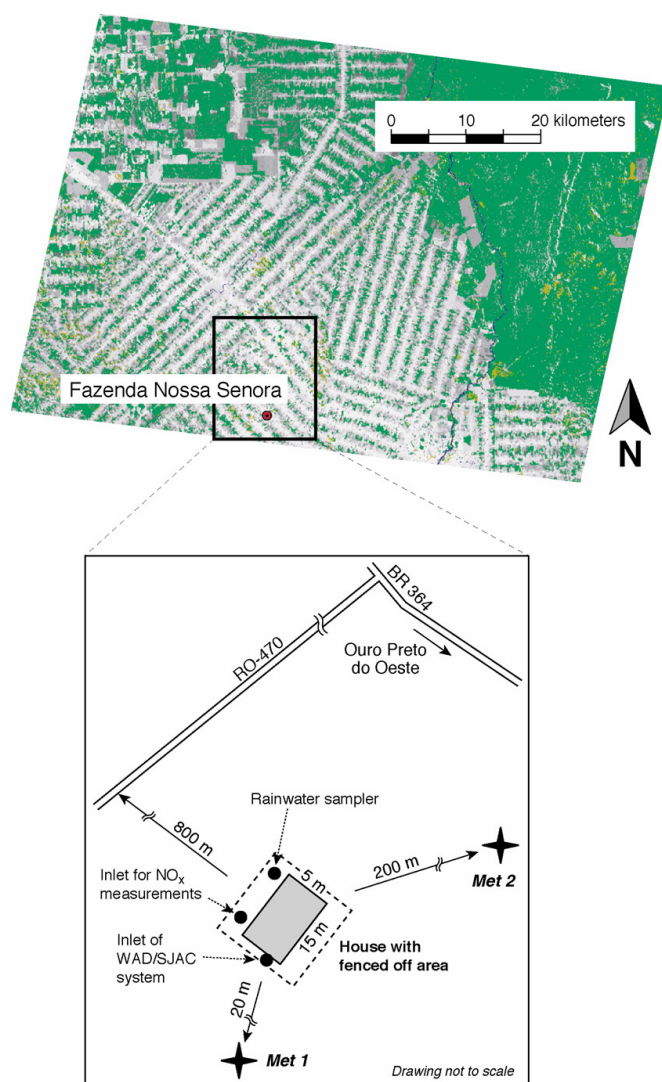 0 10 20 kilometers
Fazenda Nossa Senora
N
BR 364
RO-470
Ouro Preto
do Oeste
Rainwater sampler
800 m
200 m
Met 2
Inlet for NOₓ
measurements
5 m
15 m
Inlet of
WAD/SJAC
system
House with
fenced off area
20 m
Met 1
Drawing not to scale